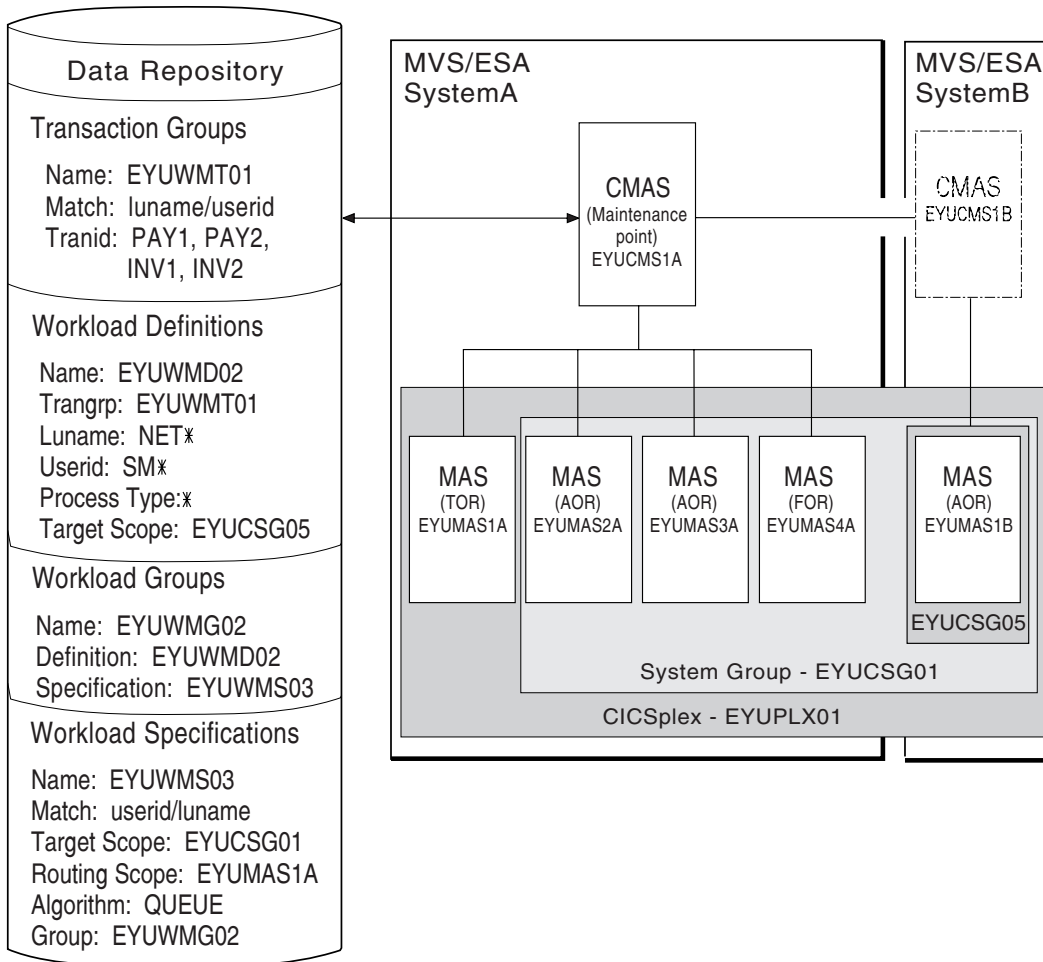 Data Repository
Transaction Groups
Name: EYUWMT01
Match: luname/userid
Tranid: PAY1, PAY2,
INV1, INV2
Workload Definitions
Name: EYUWMD02
Trangrp: EYUWMT01
Luname: NET*
Userid: SM*
Process Type:*
Target Scope: EYUCSG05
Workload Groups
Name: EYUWMG02
Definition: EYUWMD02
Specification: EYUWMS03
Workload Specifications
Name: EYUWMS03
Match: userid/luname
Target Scope: EYUCSG01
Routing Scope: EYUMAS1A
Algorithm: QUEUE
Group: EYUWMG02
MVS/ESA
SystemA
CMAS
(Maintenance
point)
EYUCMS1A
MVS/ESA
SystemB
CMAS
EYUCMS1B
MAS
(TOR)
EYUMAS1A
MAS
(AOR)
EYUMAS2A
MAS
(AOR)
EYUMAS3A
MAS
(FOR)
EYUMAS4A
MAS
(AOR)
EYUMAS1B
EYUCSG05
System Group - EYUCSG01
CICSplex - EYUPLX01